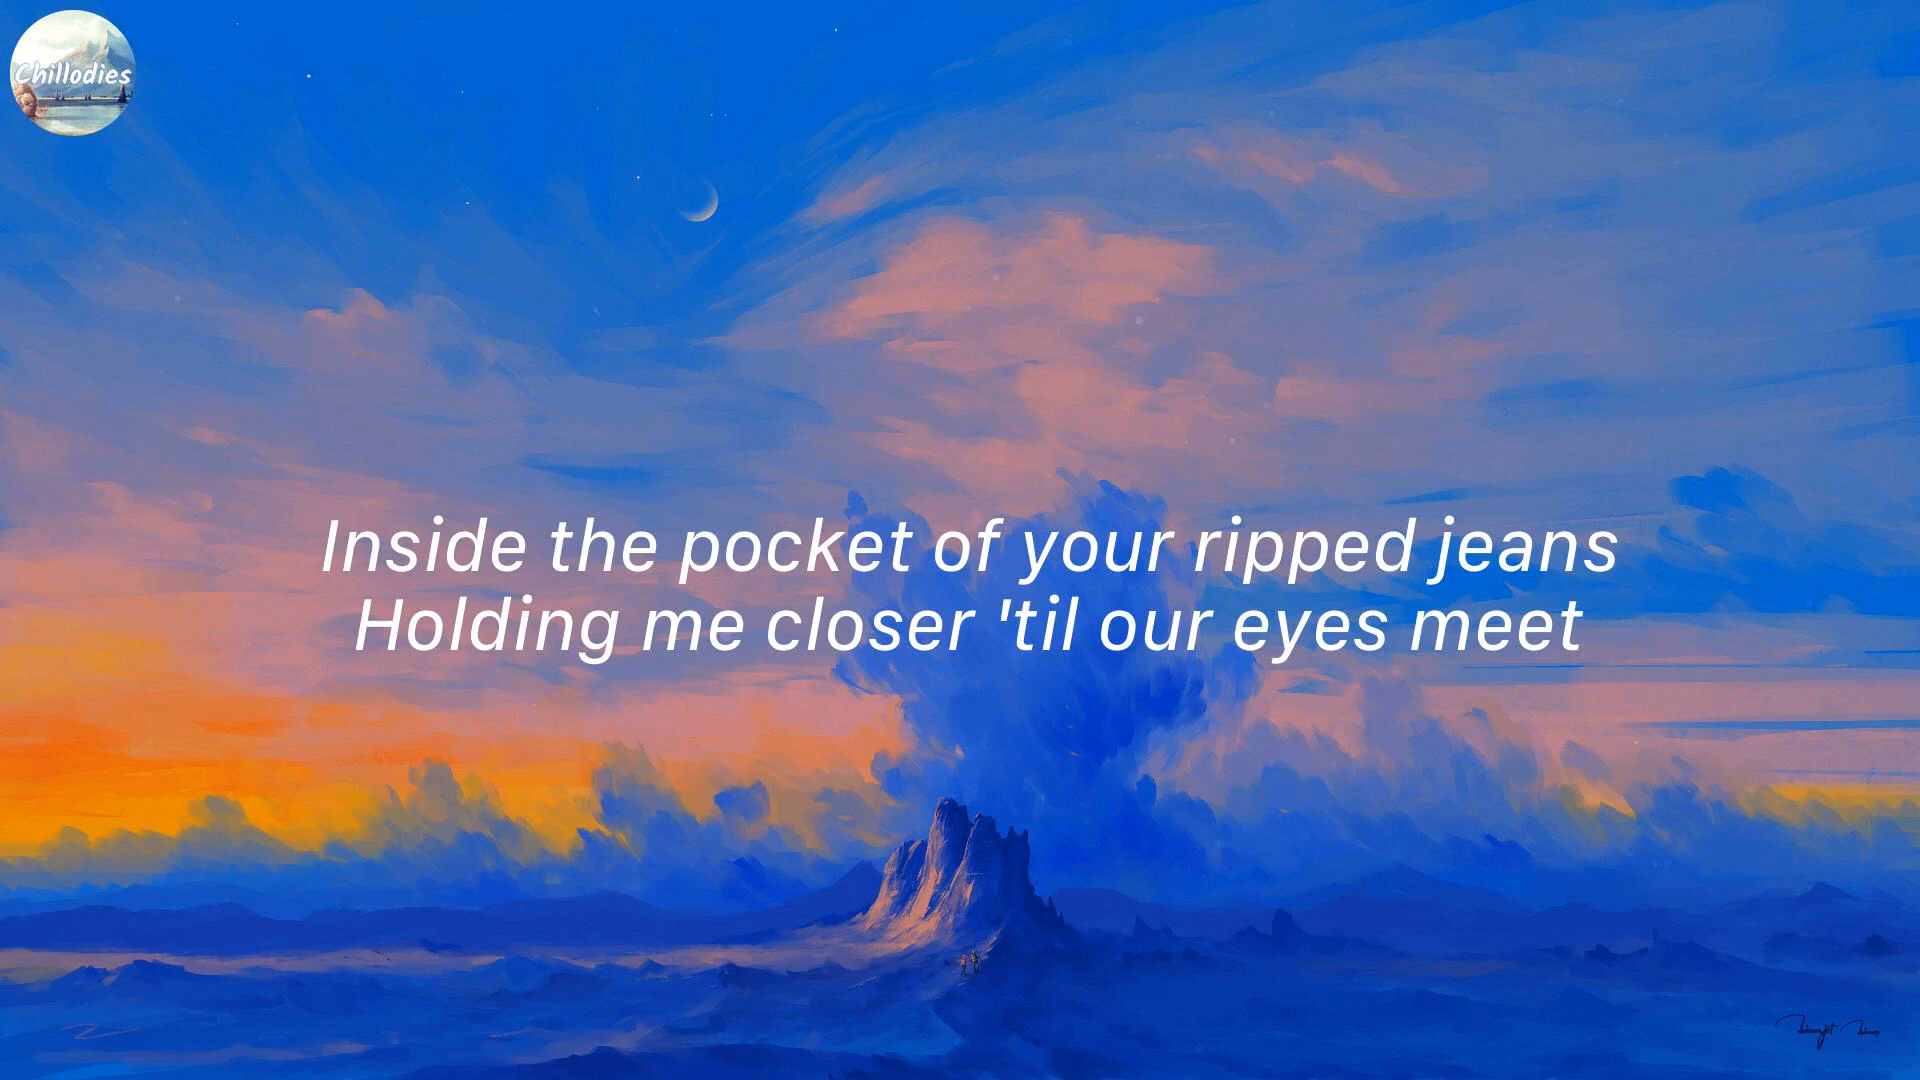 Chillodies
Inside the pocket of your ripped jeans
Holding me closer 'til our eyes meet